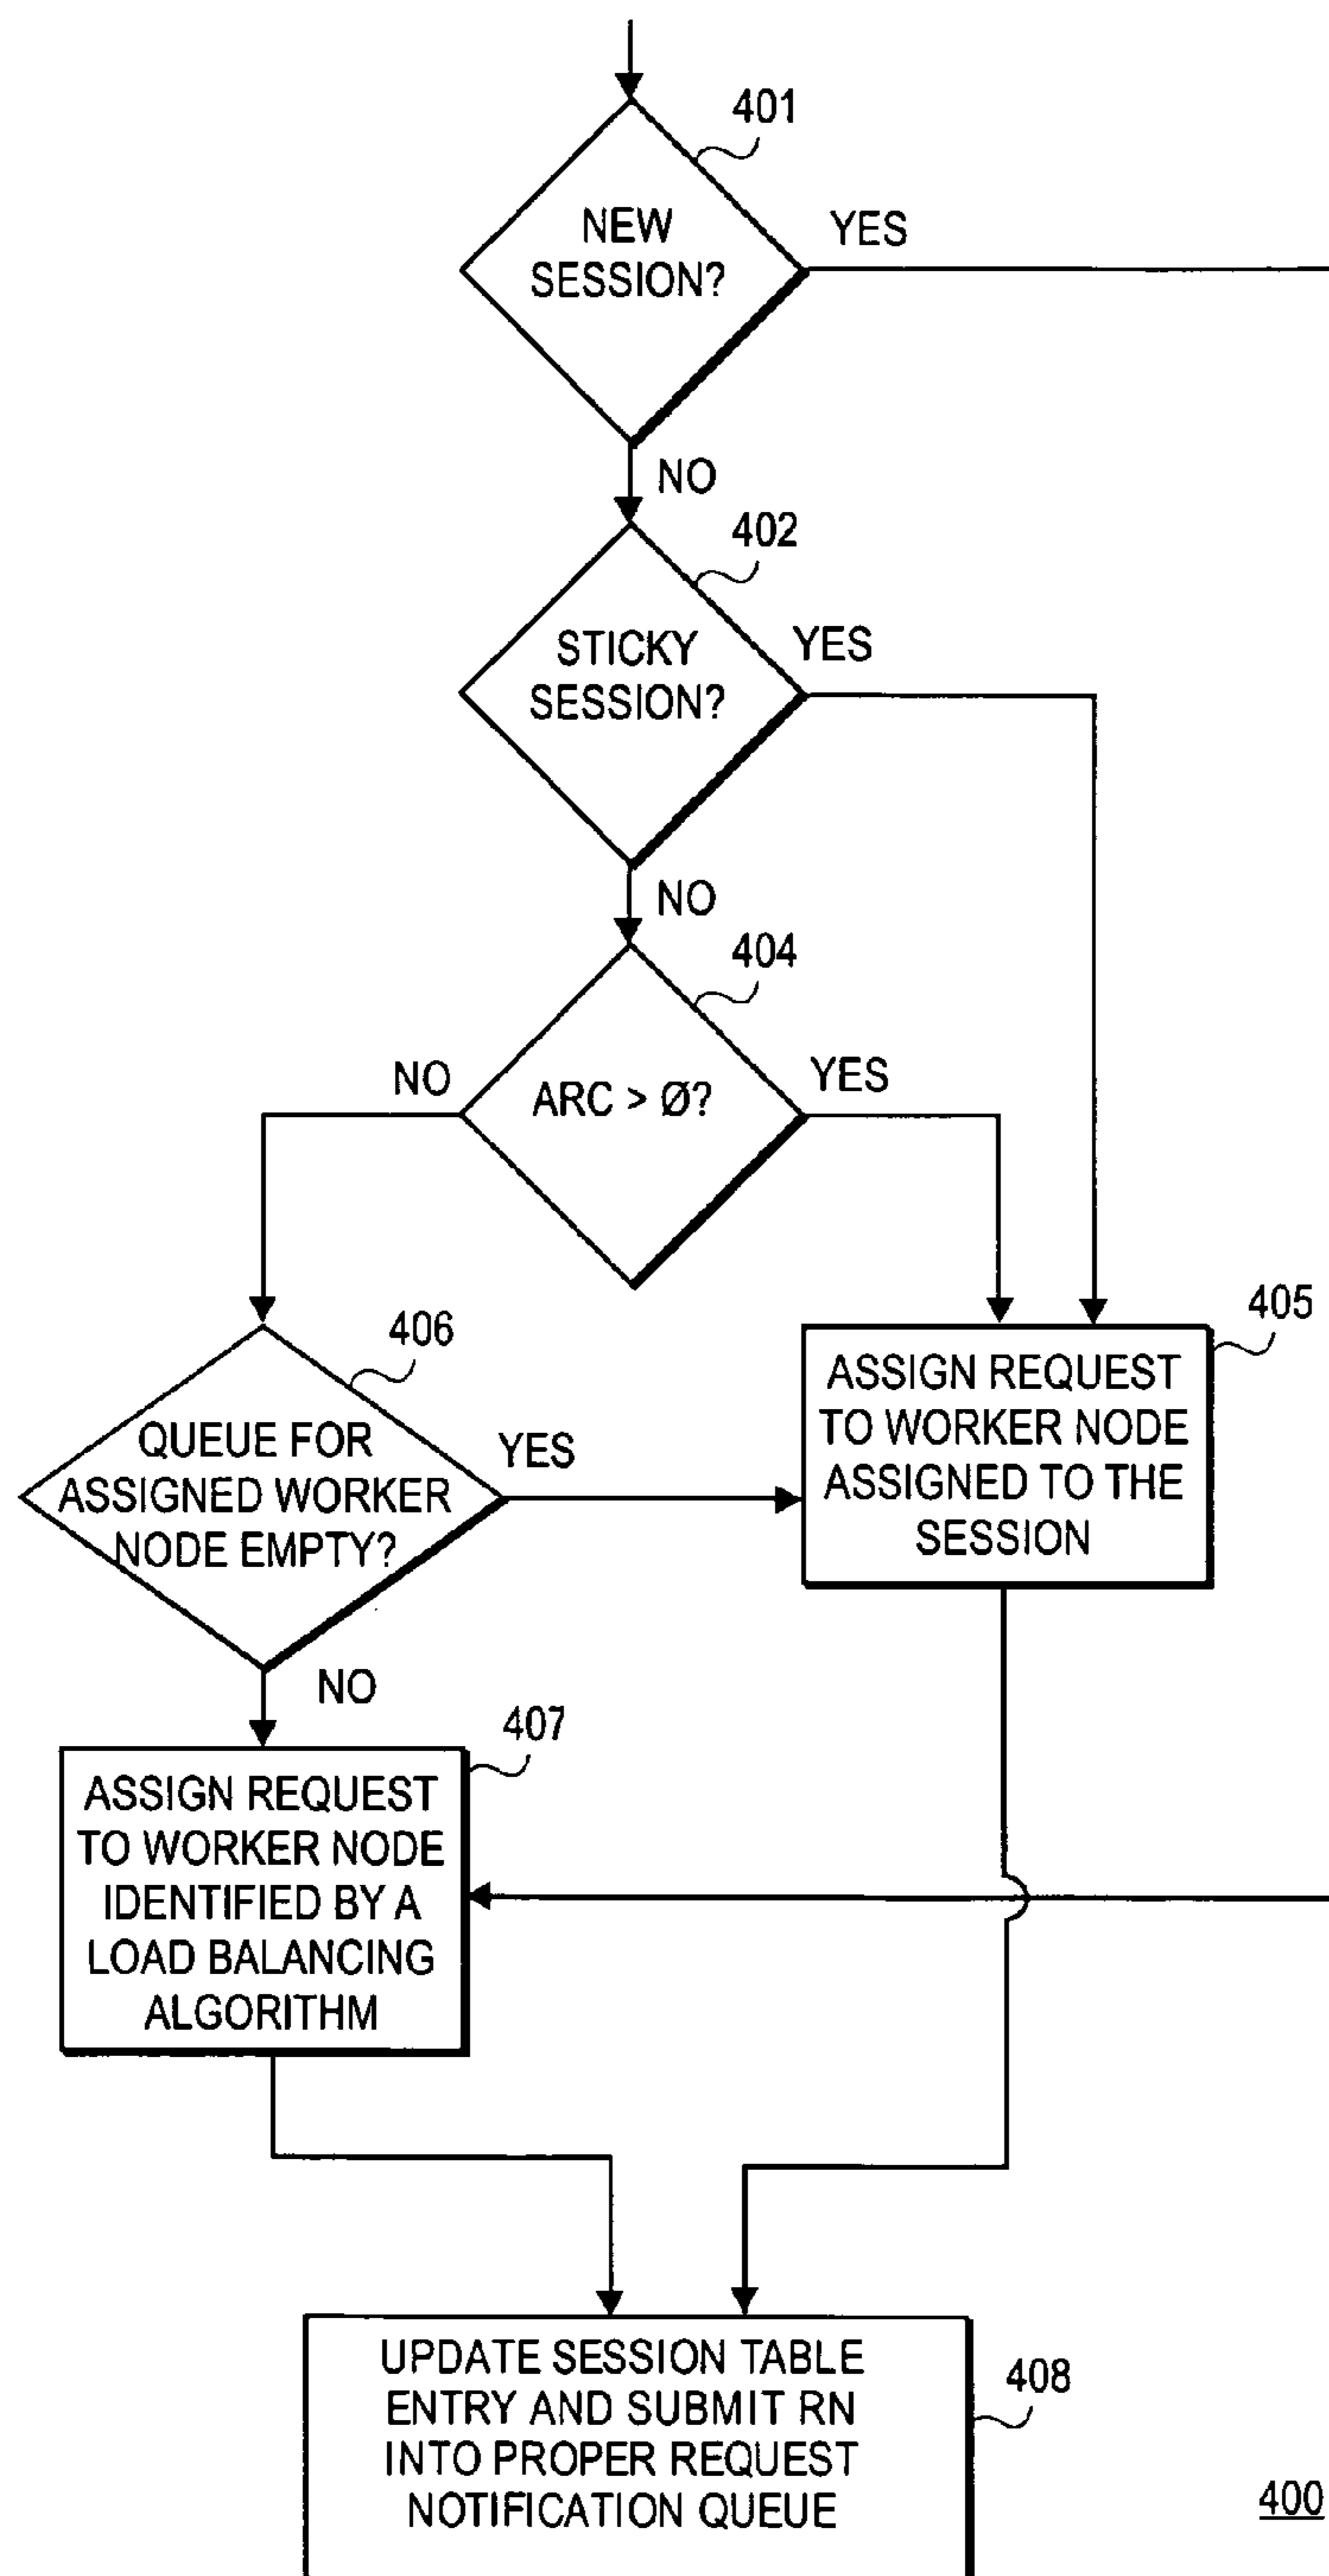 401
NEW
SESSION?
YES
NO
402
STICKY
SESSION?
YES
NO
404
ARC > Ø?
NO
YES
406
QUEUE FOR
ASSIGNED WORKER
NODE EMPTY?
YES
NO
405
ASSIGN REQUEST
TO WORKER NODE
ASSIGNED TO THE
SESSION
407
ASSIGN REQUEST
TO WORKER NODE
IDENTIFIED BY A
LOAD BALANCING
ALGORITHM
UPDATE SESSION TABLE
ENTRY AND SUBMIT RN
INTO PROPER REQUEST
NOTIFICATION QUEUE
408
400